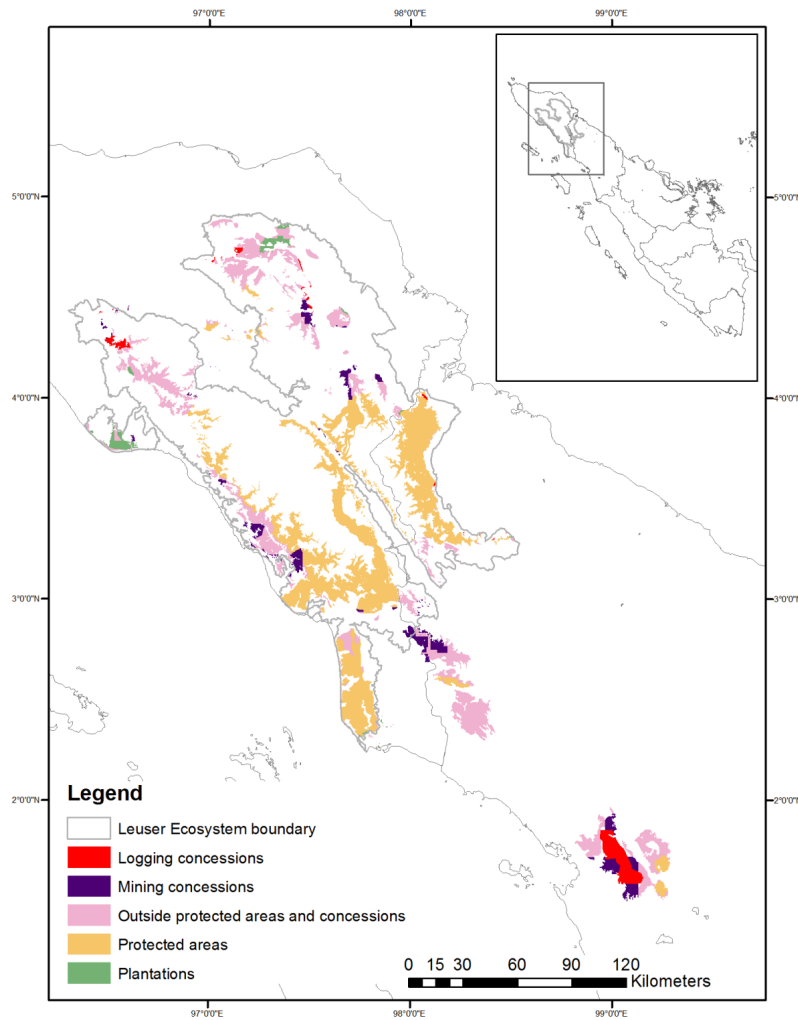 97°0'0"E 98°0'0"E 99°0'0"E
5°0'0"N 5°0'0"N
4°0'0"N 4°0'0"N
3°0'0"N 3°0'0"N
2°0'0"N 2°0'0"N
Legend
Leuser Ecosystem boundary
Logging concessions
Mining concessions
Outside protected areas and concessions
Protected areas
Plantations
0 15 30 60 90 120
Kilometers
97°0'0"E 98°0'0"E 99°0'0"E